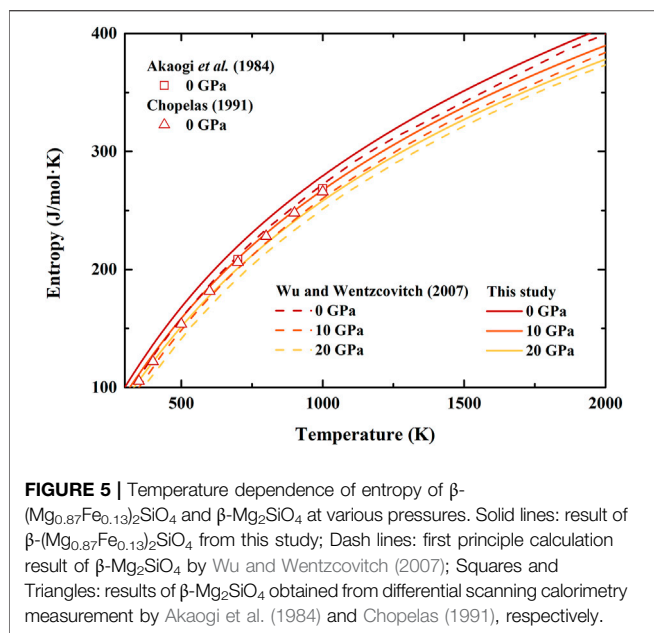 400
300
200
100
Entropy (J/mol·K)
Akaogi et al. (1984)
0 GPa
Chopelas (1991)
0 GPa
Wu and Wentzcovitch (2007) This study
0 GPa 0 GPa
10 GPa 10 GPa
20 GPa 20 GPa
500 1000 1500 2000
Temperature (K)
FIGURE 5 | Temperature dependence of entropy of β-
(Mg0.87Fe0.13)2SiO4 and β-Mg2SiO4 at various pressures. Solid lines: result of
β-(Mg0.87Fe0.13)2SiO4 from this study; Dash lines: first principle calculation
result of β-Mg2SiO4 by Wu and Wentzcovitch (2007); Squares and
Triangles: results of β-Mg2SiO4 obtained from differential scanning calorimetry
measurement by Akaogi et al. (1984) and Chopelas (1991), respectively.